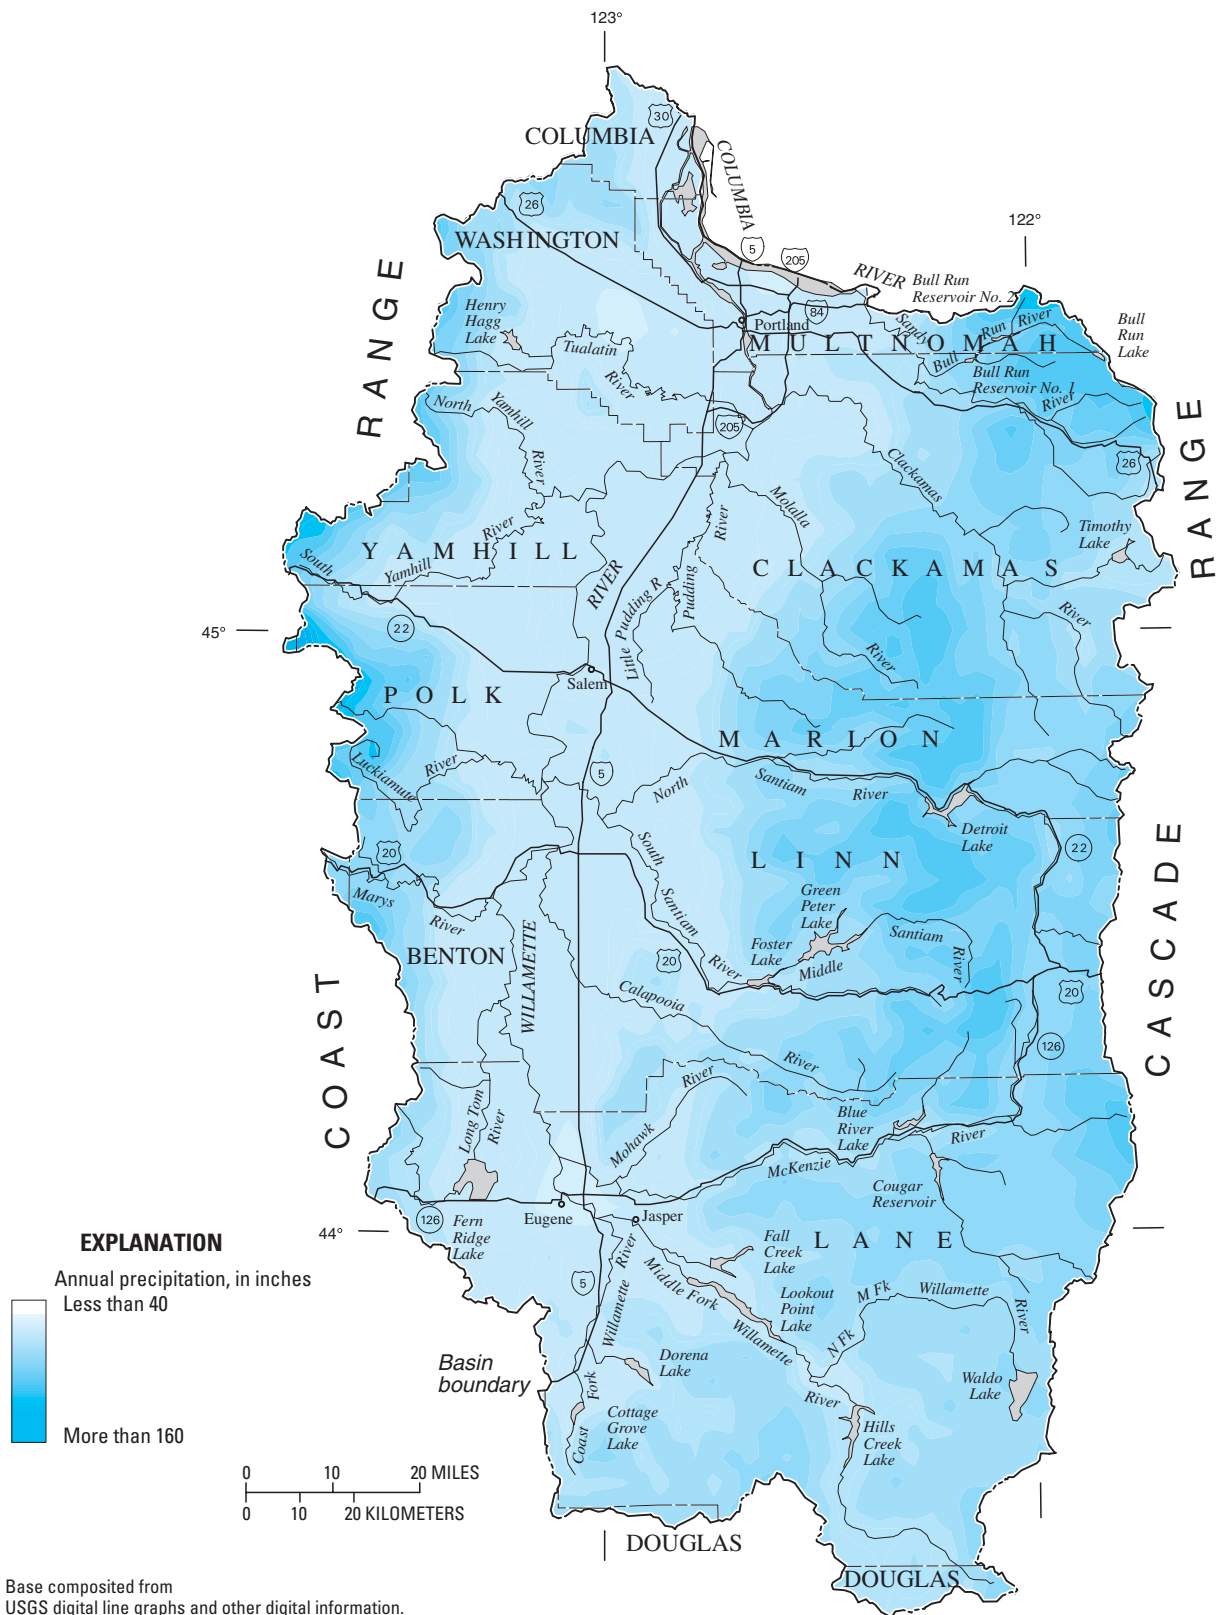 123°
30
COLUMBIA
COLUMBIA
26
122°
WASHINGTON
5
205
RIVER
Bull Run
Reservoir No. 2
RANGE
Henry
Hagg
Lake
84
Portland
Sandy
Run River
Bull
Run
Lake
Tualatin
MULTNOMAH
Bull
River
Bull Run
Reservoir No. 1
River
North
Yamhill
205
RANGE
River
Clackamas
26
Molalla
River
River
Timothy
Lake
YAMHILL
South
Yamhill
RIVER
CLACKAMAS
Pudding
Little Pudding R
River
45°
22
River
Salem
POLK
MARION
Luckiamute
River
5
North
Santiam
River
Detroit
Lake
South
22
20
LINN
Marys
Santiam
Green
Peter
Lake
CASCADE
River
WILLAMETTE
Foster
Lake
Santiam
BENTON
20
River
Middle
River
COAST
Calapooia
20
126
River
River
Long Tom
River
Blue
River
Lake
Mohawk
River
McKenzie
Cougar
Reservoir
126
Eugene
Jasper
44°
Fern
Ridge
Lake
Fall
Creek
Lake
LANE
EXPLANATION
Annual precipitation, in inches
Less than 40
More than 160
River
Middle Fork
5
Lookout
Point
Lake
M Fk
Willamette
River
Willamette
Willamette
N Fk
Basin
boundary
Dorena
Lake
Waldo
Lake
Fork
River
Cottage
Grove
Lake
Coast
Hills
Creek
Lake
0 10 20 MILES
0 10 20 KILOMETERS
DOUGLAS
DOUGLAS
Base composited from
USGS digital line graphs and other digital information.